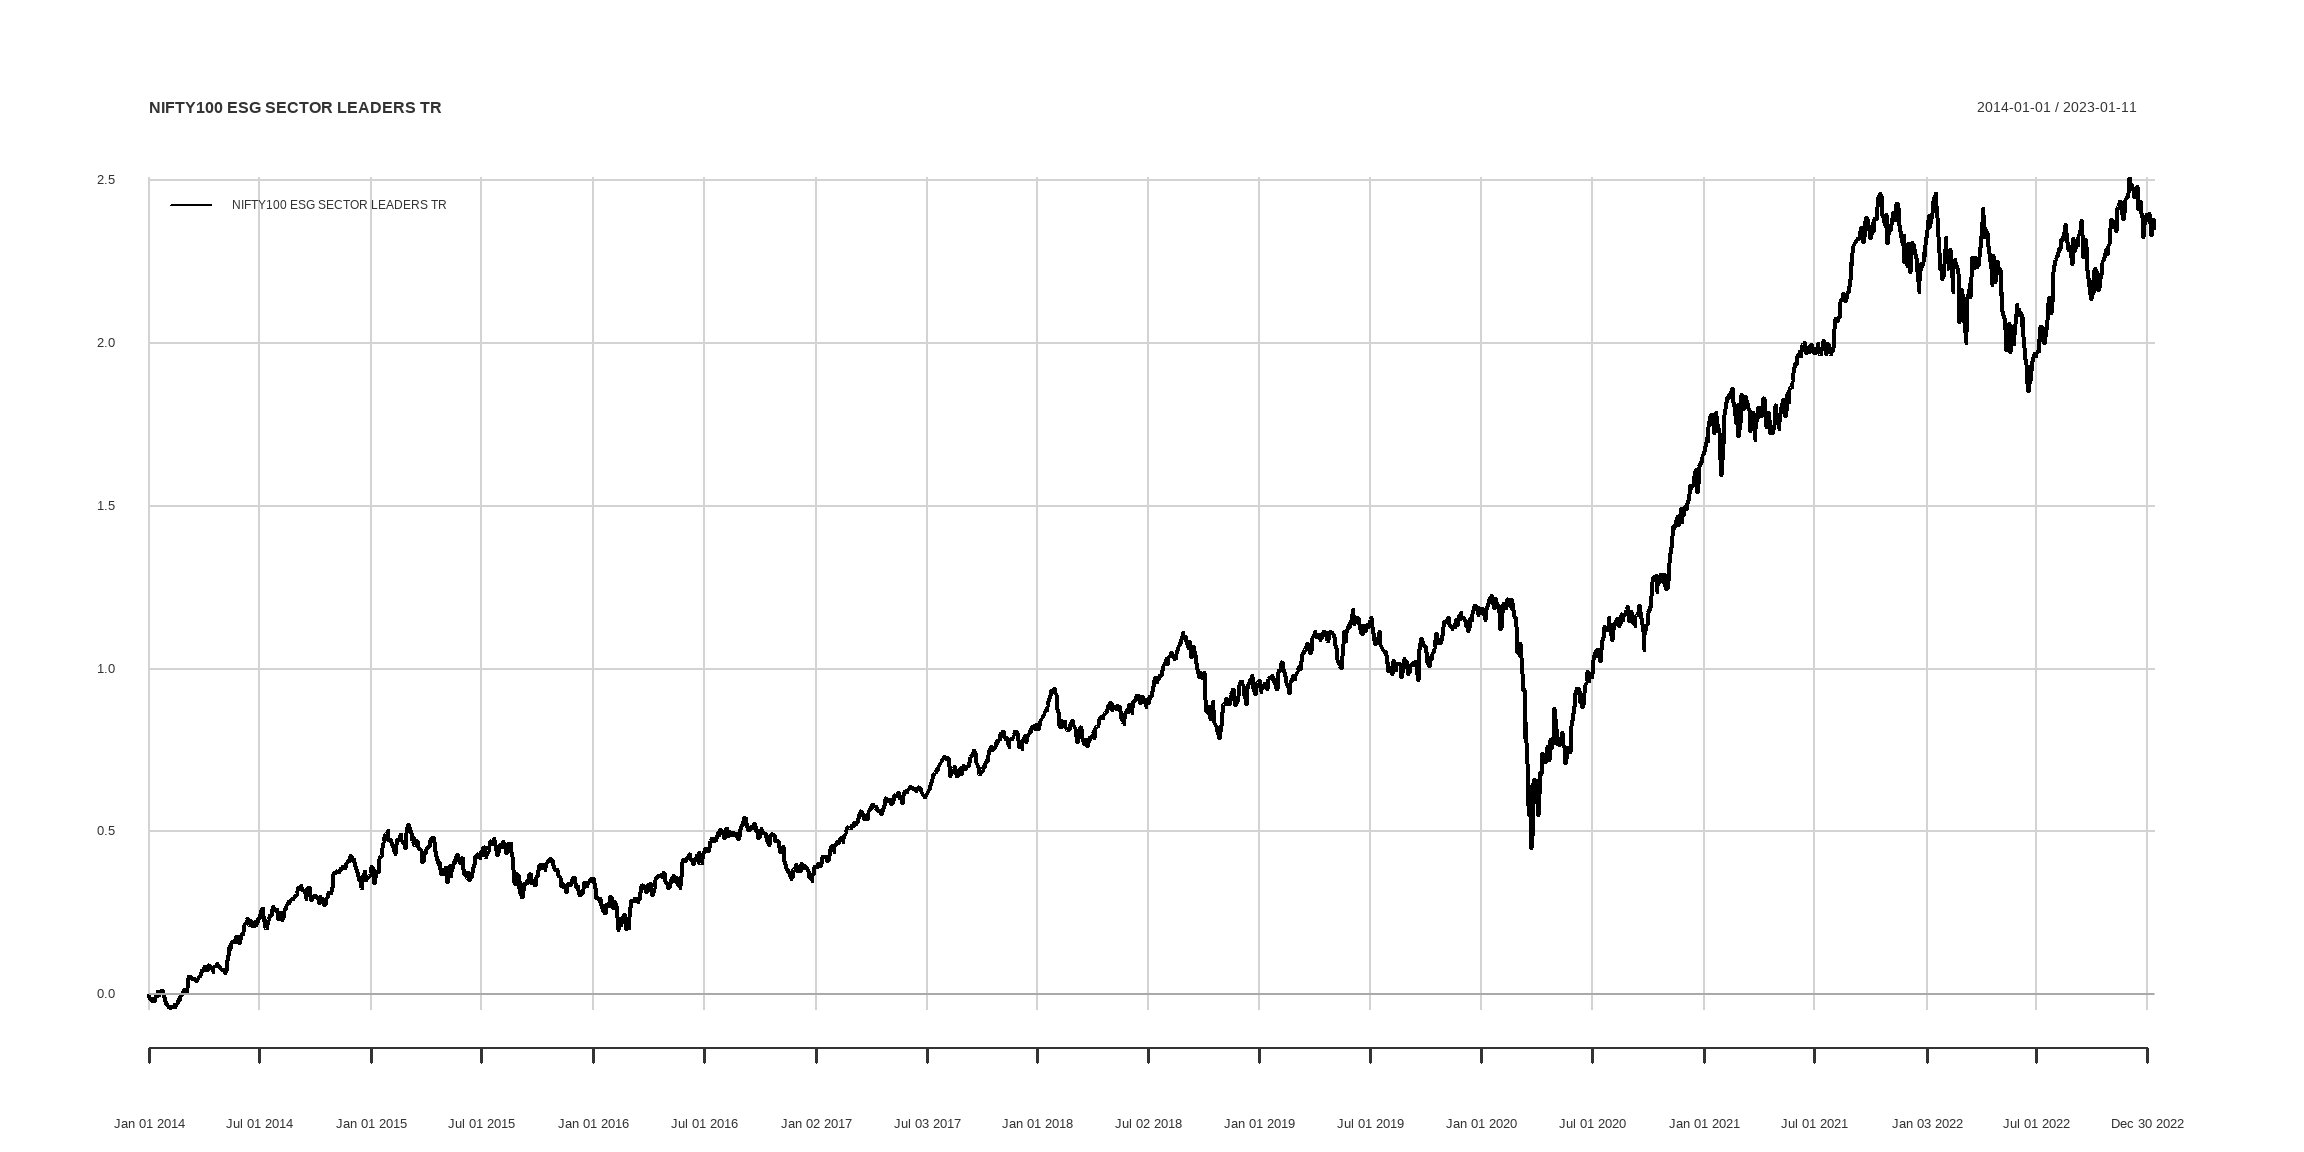 NIFTY100 ESG SECTOR LEADERS TR 2014-01-01 / 2023-01-11
2.5
NIFTY100 ESG SECTOR LEADERS TR
2.0
1.5
1.0
0.5
0.0
Jan 01 2014 Jul 01 2014 Jan 01 2015 Jul 01 2015 Jan 01 2016 Jul 01 2016 Jan 02 2017 Jul 03 2017 Jan 01 2018 Jul 02 2018 Jan 01 2019 Jul 01 2019 Jan 01 2020 Jul 01 2020 Jan 01 2021 Jul 01 2021 Jan 03 2022 Jul 01 2022 Dec 30 2022